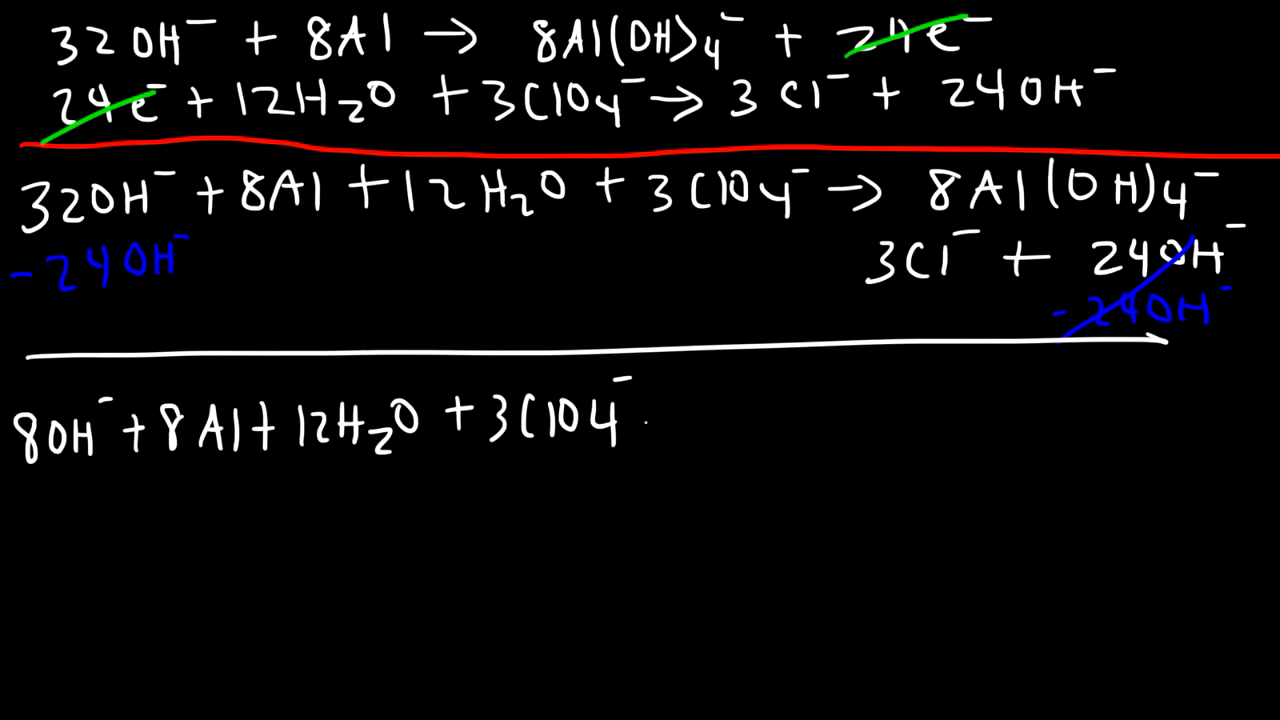 32OH⁻ + 8Al → 8Al(OH)₄⁻ + 24e⁻
24e⁻ + 12H₂O + 3ClO₄⁻ → 3Cl⁻ + 24OH⁻
32OH⁻ + 8Al + 12H₂O + 3ClO₄⁻ → 8Al(OH)₄⁻
3Cl⁻ + 24OH⁻
-24OH⁻ -24OH⁻
8OH⁻ + 8Al + 12H₂O + 3ClO₄⁻